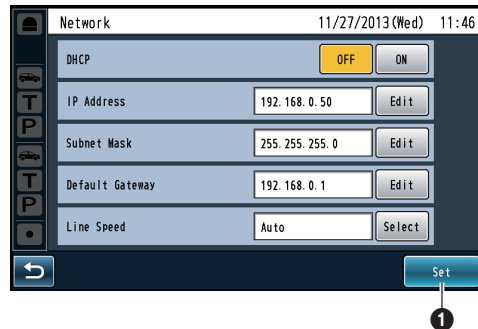 Network 11/27/2013(Wed) 11:46
DHCP OFF ON
IP Address 192.168.0.50 Edit
T
P
Subnet Mask 255.255.255.0 Edit
Default Gateway 192.168.0.1 Edit
T
P
Line Speed Auto Select
Set
1